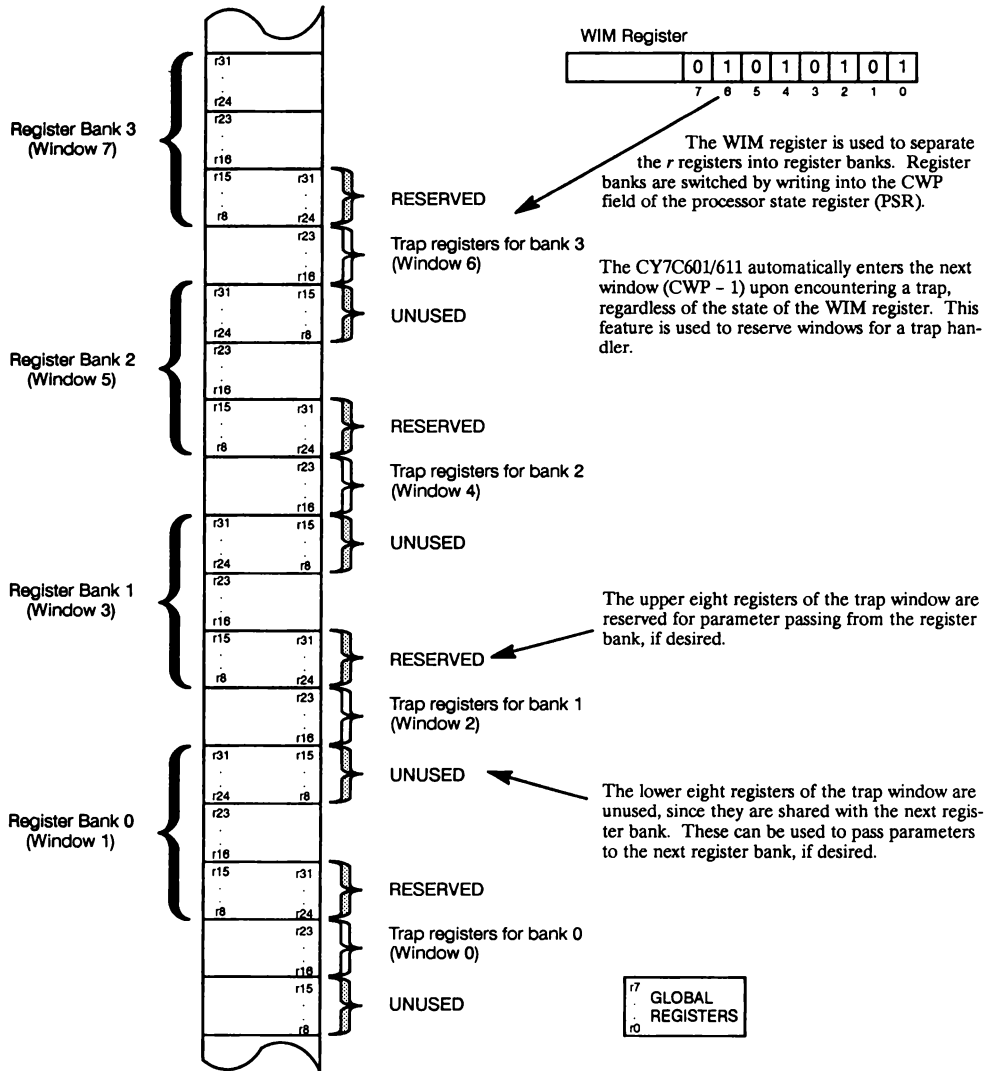 WIM Register
0 1 0 1 0 1 0 1
7 6 5 4 3 2 1 0
The WIM register is used to separate
the r registers into register banks. Register
banks are switched by writing into the CWP
field of the processor state register (PSR).
The CY7C601/611 automatically enters the next
window (CWP – 1) upon encountering a trap,
regardless of the state of the WIM register. This
feature is used to reserve windows for a trap han-
dler.
Register Bank 3
(Window 7)
r31
.
r24
r23
.
r16
r15 r31
. .
r8 r24
RESERVED
r23
.
r16
Trap registers for bank 3
(Window 6)
Register Bank 2
(Window 5)
r31 r15
. .
r24 r8
UNUSED
r23
.
r16
r15 r31
. .
r8 r24
RESERVED
r23
.
r16
Trap registers for bank 2
(Window 4)
Register Bank 1
(Window 3)
r31 r15
. .
r24 r8
UNUSED
r23
.
r16
r15 r31
. .
r8 r24
RESERVED
The upper eight registers of the trap window are
reserved for parameter passing from the register
bank, if desired.
r23
.
r16
Trap registers for bank 1
(Window 2)
Register Bank 0
(Window 1)
r31 r15
. .
r24 r8
UNUSED
The lower eight registers of the trap window are
unused, since they are shared with the next regis-
ter bank. These can be used to pass parameters
to the next register bank, if desired.
r23
.
r16
r15 r31
. .
r8 r24
RESERVED
r23
.
r16
Trap registers for bank 0
(Window 0)
r15
.
r8
UNUSED
r7
.
r0
GLOBAL
REGISTERS